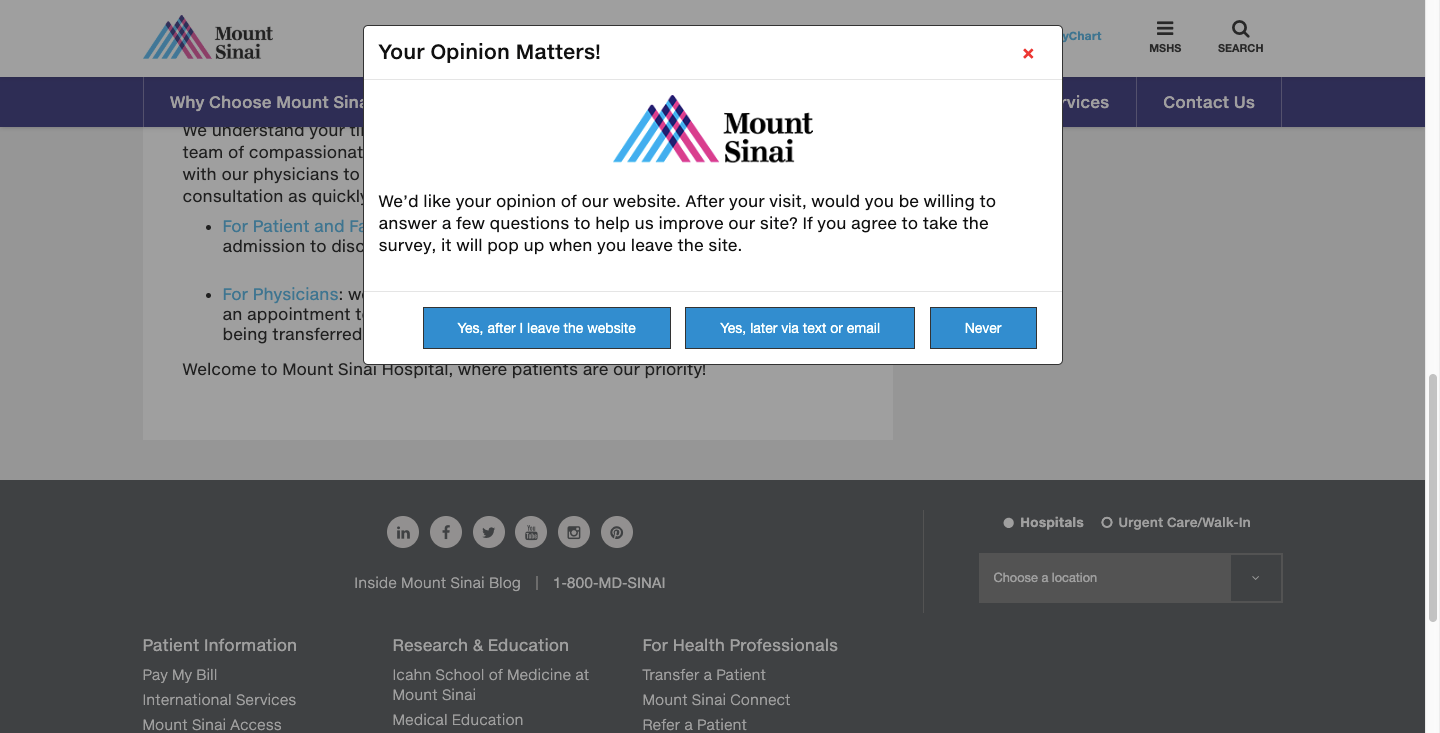 Mount
Sinai
yChart
MSHS
SEARCH
Your Opinion Matters!
Why Choose Mount Sinai
rvices
Contact Us
Mount
Sinai
We'd like your opinion of our website. After your visit, would you be willing to
answer a few questions to help us improve our site? If you agree to take the
survey, it will pop up when you leave the site.
Yes, after I leave the website
Yes, later via text or email
Never
We understand your
team of compassionat
with our physicians to
consultation as quickly
For Patient and Fa
admission to disc
For Physicians: w
an appointment t
being transferred
Welcome to Mount Sinai Hospital, where patients are our priority!
Inside Mount Sinai Blog | 1-800-MD-SINAI
Hospitals
Urgent Care/Walk-In
Choose a location
Patient Information
Pay My Bill
International Services
Mount Sinai Access
Research & Education
Icahn School of Medicine at
Mount Sinai
Medical Education
For Health Professionals
Transfer a Patient
Mount Sinai Connect
Refer a Patient